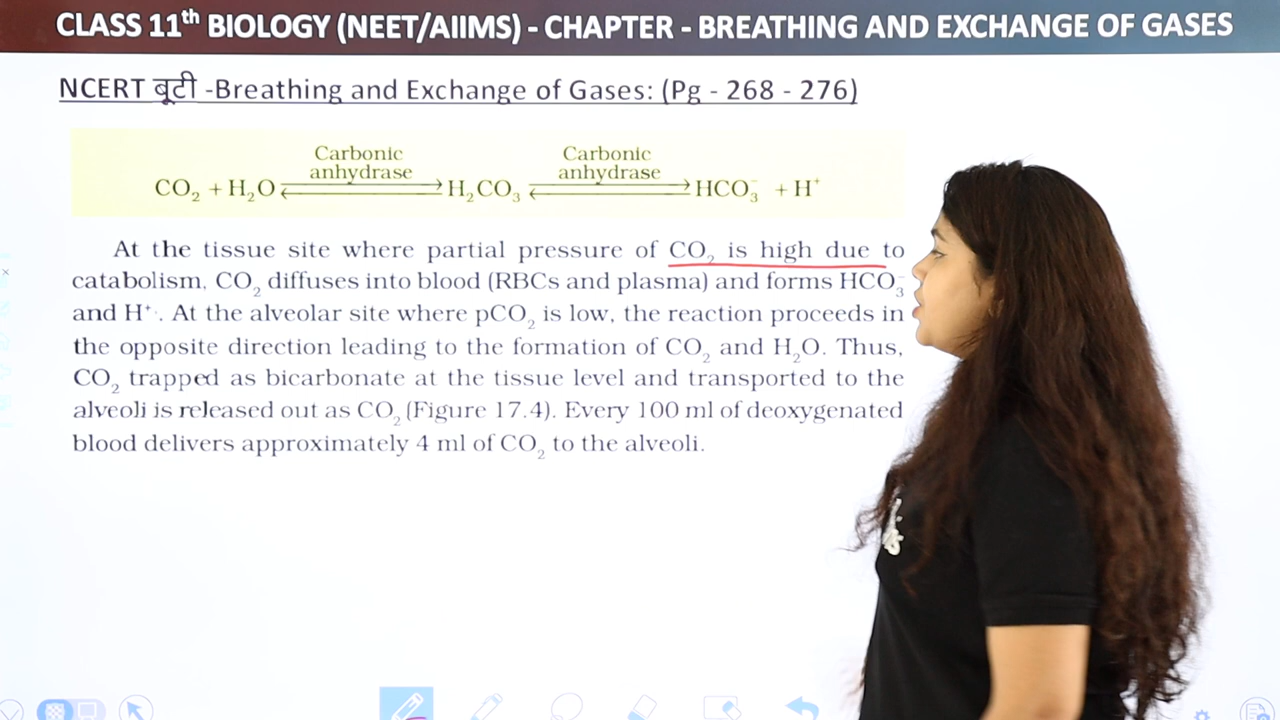 CLASS 11th BIOLOGY (NEET/AIIMS) - CHAPTER - BREATHING AND EXCHANGE OF GASES
NCERT बूटी -Breathing and Exchange of Gases: (Pg - 268 - 276)
Carbonic anhydrase Carbonic anhydrase
CO₂ + H₂O ⇌ H₂CO₃ ⇌ HCO₃⁻ + H⁺
At the tissue site where partial pressure of CO₂ is high due to
catabolism, CO₂ diffuses into blood (RBCs and plasma) and forms HCO₃⁻
and H⁺. At the alveolar site where pCO₂ is low, the reaction proceeds in
the opposite direction leading to the formation of CO₂ and H₂O. Thus,
CO₂ trapped as bicarbonate at the tissue level and transported to the
alveoli is released out as CO₂ (Figure 17.4). Every 100 ml of deoxygenated
blood delivers approximately 4 ml of CO₂ to the alveoli.